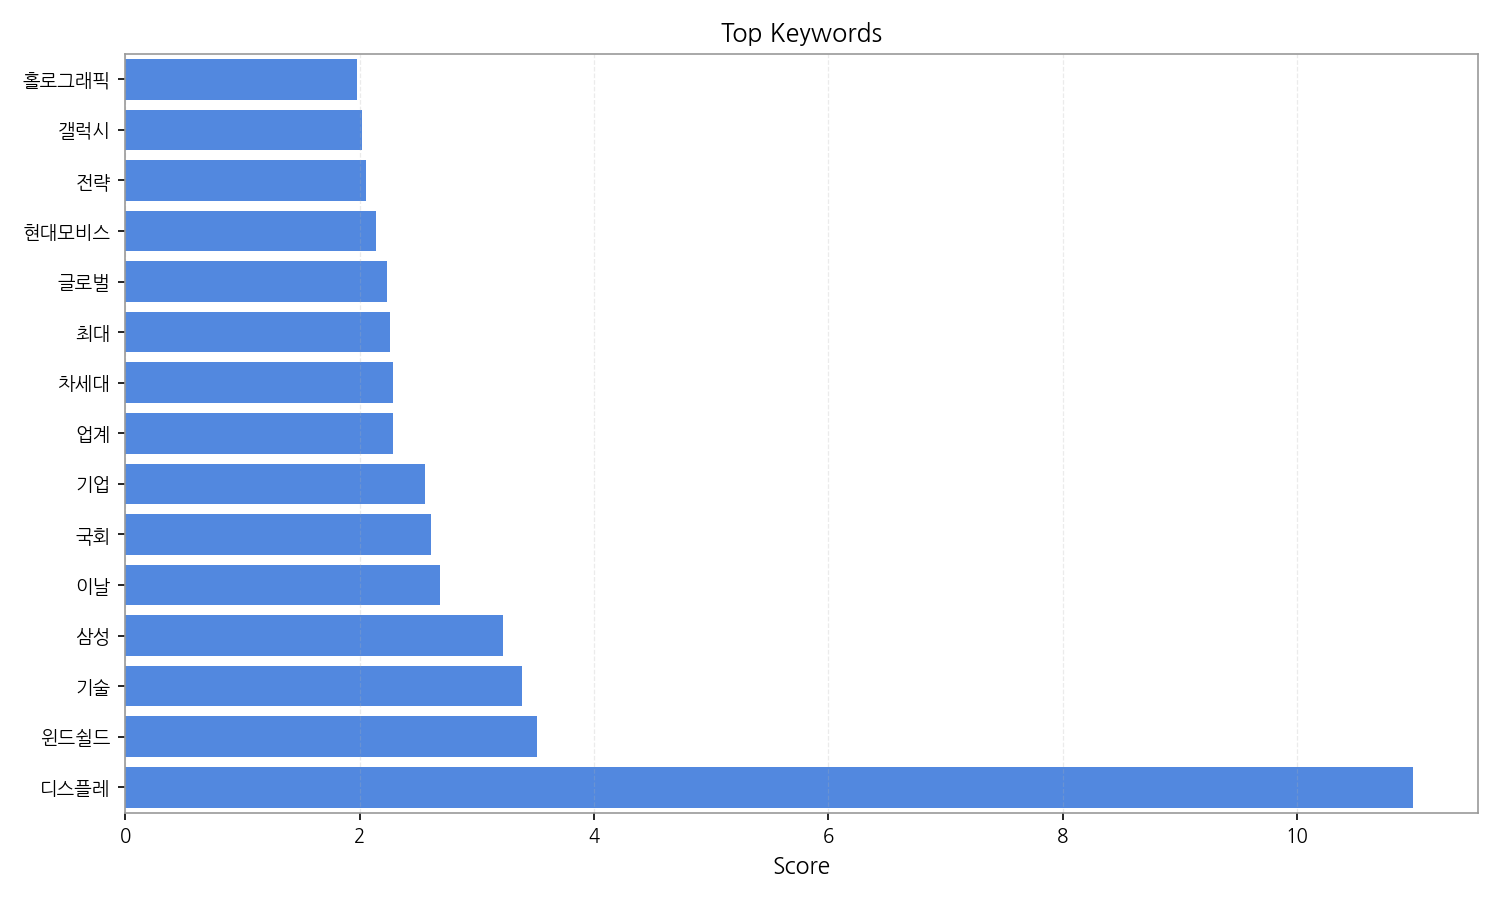 Top Keywords
홀로그래픽
갤럭시
전략
현대모비스
글로벌
최대
차세대
업계
기업
국회
이날
삼성
기술
윈드쉴드
디스플레
0 2 4 6 8 10
Score